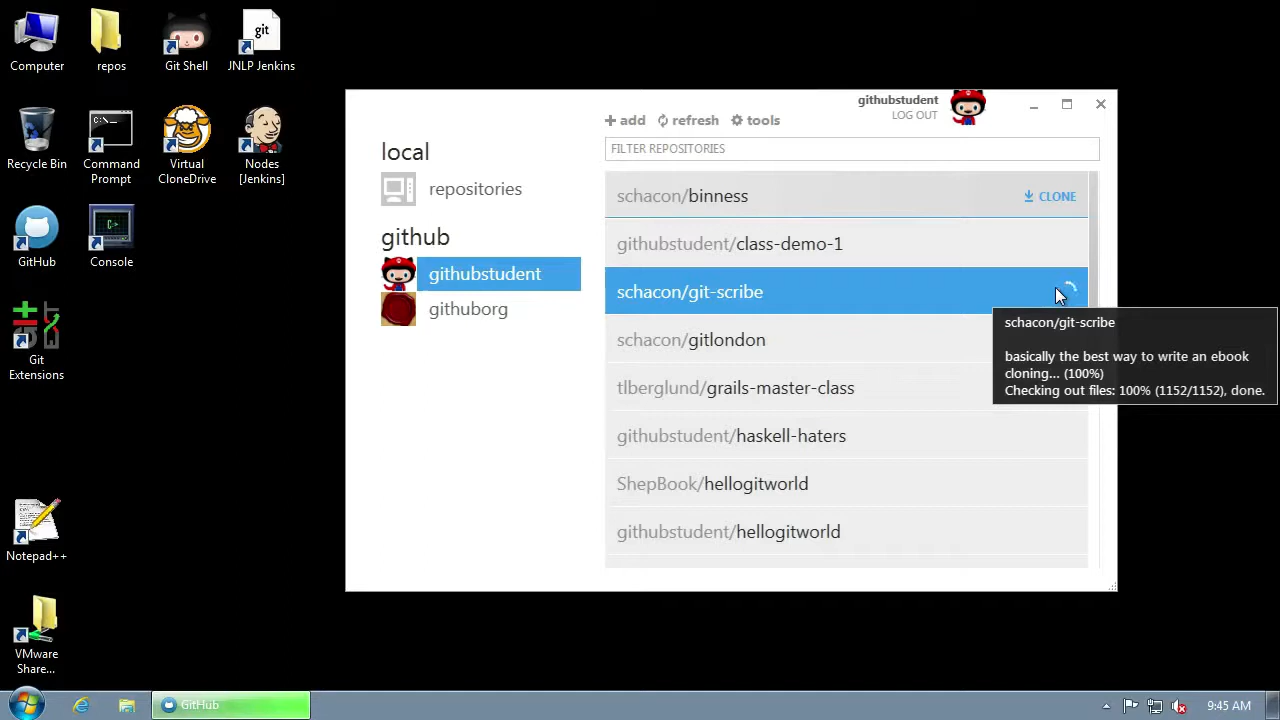 Computer
repos
Git Shell
git
JNLP Jenkins
Recycle Bin
Command
Prompt
Virtual
CloneDrive
Nodes
[Jenkins]
GitHub
Console
Git
Extensions
Notepad++
VMware
Share...
githubstudent
LOG OUT
add
refresh
tools
FILTER REPOSITORIES
local
repositories
github
githubstudent
githuborg
schacon/binness
CLONE
githubstudent/class-demo-1
schacon/git-scribe
schacon/gitlondon
tlberglund/grails-master-class
githubstudent/haskell-haters
ShepBook/hellogitworld
githubstudent/hellogitworld
schacon/git-scribe
basically the best way to write an ebook
cloning... (100%)
Checking out files: 100% (1152/1152), done.
GitHub
9:45 AM